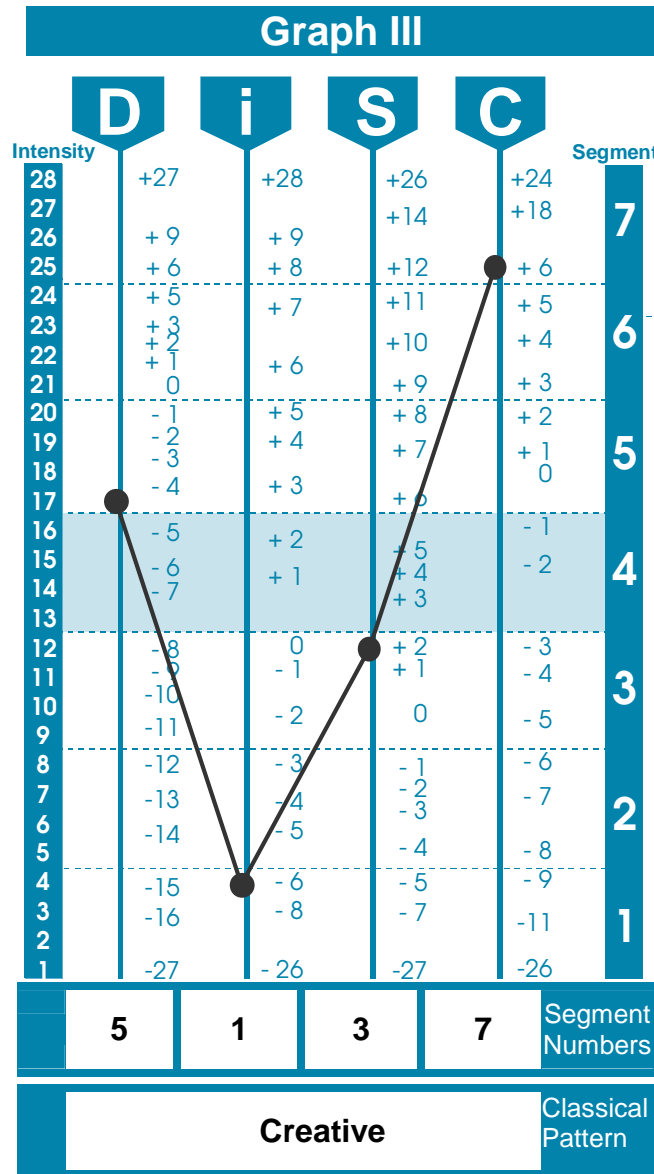 Graph III
D i S C
Intensity Segment
28 +27 +28 +26 +24
27 +14 +18 7
26 + 9 + 9
25 + 6 + 8 +12 + 6
24 + 5 + 7 +11 + 5
23 + 3 6
+ 2 +10 + 4
22 + 1 + 6
21 0 + 9 + 3
20 - 1 + 5 + 8 + 2
19 - 2 + 4 + 7 + 1 5
18 - 3 0
17 - 4 + 3 + 6
16 - 5 + 2 - 1
15 - 6 + 1 + 5 - 2 4
14 - 7 + 4
13 + 3
12 - 8 0 + 2 - 3
11 - 9 - 1 + 1 - 4 3
10 -10 - 2 0 - 5
9 -11
8 -12 - 3 - 1 - 6
7 -13 - 4 - 2 - 7 2
6 -14 - 5 - 3
5 - 4 - 8
4 -15 - 6 - 5 - 9
3 -16 - 8 - 7 -11 1
2
1 -27 - 26 -27 -26
5 1 3 7 Segment
Numbers
Creative Classical
Pattern